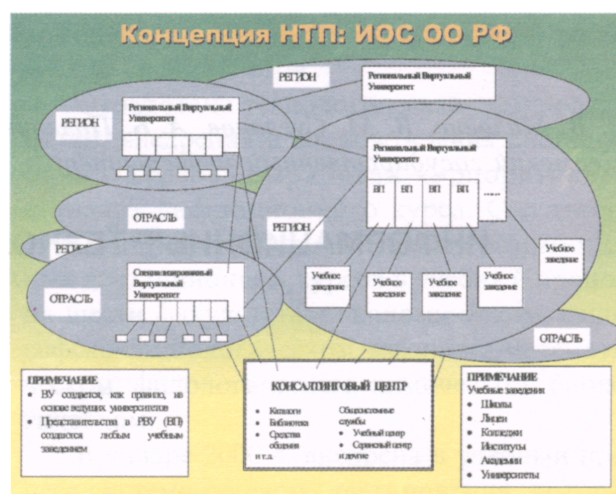 Концепция НТП: ИОС ОО РФ
РЕГИОН
Региональный Виртуальный
Университет
РЕГИОН
Региональный Виртуальный
Университет
Региональный Виртуальный
Университет
ВП ВП ВП ВП ......
ОТРАСЛЬ
РЕГИОН
РЕГИОН
Специализированный
Виртуальный
Университет
ОТРАСЛЬ
Учебное
заведение
Учебное
заведение
Учебное
заведение
Учебное
заведение
Учебное
заведение
ОТРАСЛЬ
ПРИМЕЧАНИЕ
• ВУ создается, как правило, на
основе ведущих университетов
• Представительства в РВУ (ВП)
создаются любым учебным
заведением
КОНСАЛТИНГОВЫЙ ЦЕНТР
• Каталоги
• Библиотека
• Средства
общения
и т.д.
Общесистемные
службы
• Учебный центр
• Сервисный центр
и другие
ПРИМЕЧАНИЕ
Учебные заведения
• Школы
• Лицеи
• Колледжи
• Институты
• Академии
• Университеты